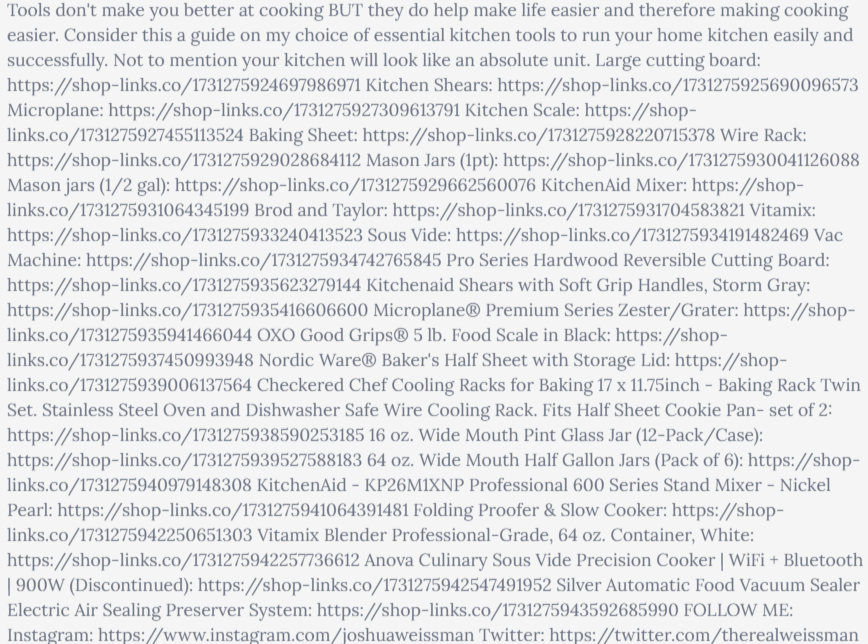 Tools don't make you better at cooking BUT they do help make life easier and therefore making cooking
easier. Consider this a guide on my choice of essential kitchen tools to run your home kitchen easily and
successfully. Not to mention your kitchen will look like an absolute unit. Large cutting board:
https://shop-links.co/1731275924697986971 Kitchen Shears: https://shop-links.co/1731275925690096573
Microplane: https://shop-links.co/1731275927309613791 Kitchen Scale: https://shop-
links.co/1731275927455113524 Baking Sheet: https://shop-links.co/1731275928220715378 Wire Rack:
https://shop-links.co/1731275929028684112 Mason Jars (1pt): https://shop-links.co/1731275930041126088
Mason jars (1/2 gal): https://shop-links.co/1731275929662560076 KitchenAid Mixer: https://shop-
links.co/1731275931064345199 Brod and Taylor: https://shop-links.co/1731275931704583821 Vitamix:
https://shop-links.co/1731275933240413523 Sous Vide: https://shop-links.co/1731275934191482469 Vac
Machine: https://shop-links.co/1731275934742765845 Pro Series Hardwood Reversible Cutting Board:
https://shop-links.co/1731275935623279144 Kitchenaid Shears with Soft Grip Handles, Storm Gray:
https://shop-links.co/1731275935416606600 Microplane® Premium Series Zester/Grater: https://shop-
links.co/1731275935941466044 OXO Good Grips® 5 lb. Food Scale in Black: https://shop-
links.co/1731275937450993948 Nordic Ware® Baker's Half Sheet with Storage Lid: https://shop-
links.co/1731275939006137564 Checkered Chef Cooling Racks for Baking 17 x 11.75inch - Baking Rack Twin
Set. Stainless Steel Oven and Dishwasher Safe Wire Cooling Rack. Fits Half Sheet Cookie Pan- set of 2:
https://shop-links.co/1731275938590253185 16 oz. Wide Mouth Pint Glass Jar (12-Pack/Case):
https://shop-links.co/1731275939527588183 64 oz. Wide Mouth Half Gallon Jars (Pack of 6): https://shop-
links.co/1731275940979148308 KitchenAid - KP26M1XNP Professional 600 Series Stand Mixer - Nickel
Pearl: https://shop-links.co/1731275941064391481 Folding Proofer & Slow Cooker: https://shop-
links.co/1731275942250651303 Vitamix Blender Professional-Grade, 64 oz. Container, White:
https://shop-links.co/1731275942257736612 Anova Culinary Sous Vide Precision Cooker | WiFi + Bluetooth
| 900W (Discontinued): https://shop-links.co/1731275942547491952 Silver Automatic Food Vacuum Sealer
Electric Air Sealing Preserver System: https://shop-links.co/1731275943592685990 FOLLOW ME:
Instagram: https://www.instagram.com/joshuaweissman Twitter: https://twitter.com/therealweissman